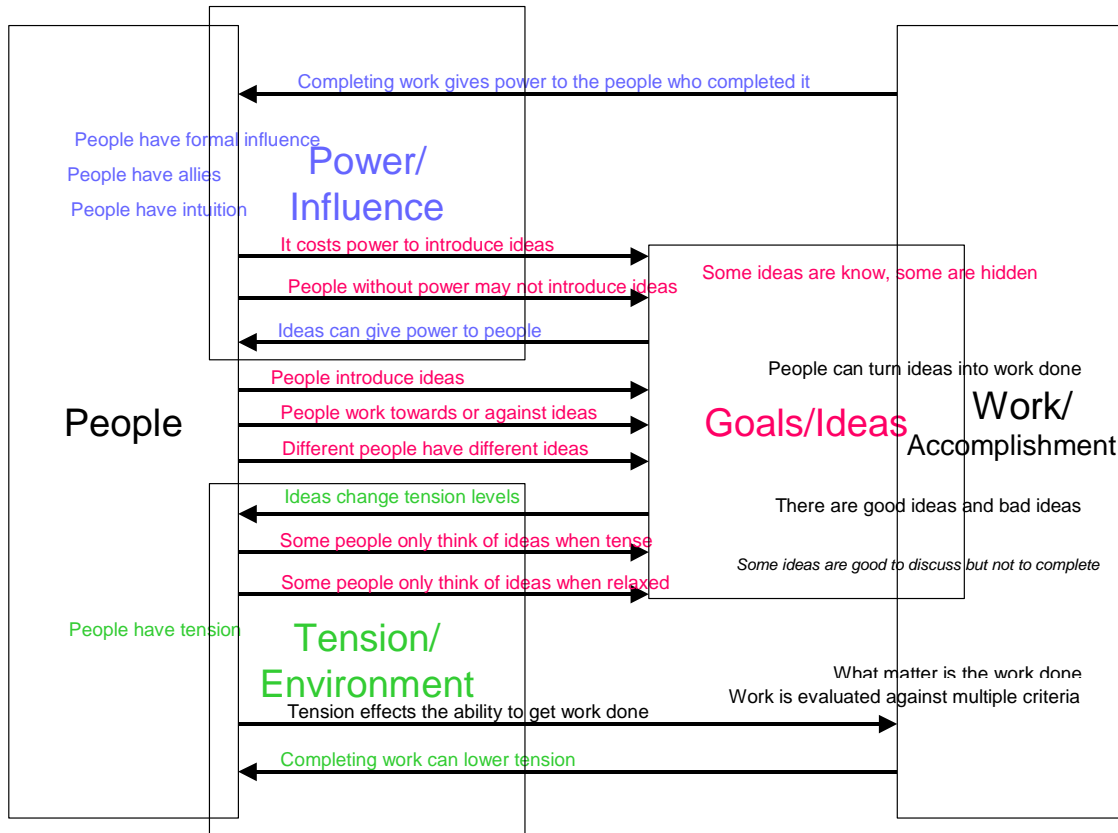 Completing work gives power to the people who completed it
People have formal influence
People have allies
People have intuition
Power/
Influence
It costs power to introduce ideas
People without power may not introduce ideas
Ideas can give power to people
Some ideas are know, some are hidden
People introduce ideas
People work towards or against ideas
Different people have different ideas
People
People can turn ideas into work done
Goals/Ideas
Work/
Accomplishment
Ideas change tension levels
Some people only think of ideas when tense
Some people only think of ideas when relaxed
There are good ideas and bad ideas
Some ideas are good to discuss but not to complete
People have tension
Tension/
Environment
What matter is the work done
Work is evaluated against multiple criteria
Tension effects the ability to get work done
Completing work can lower tension